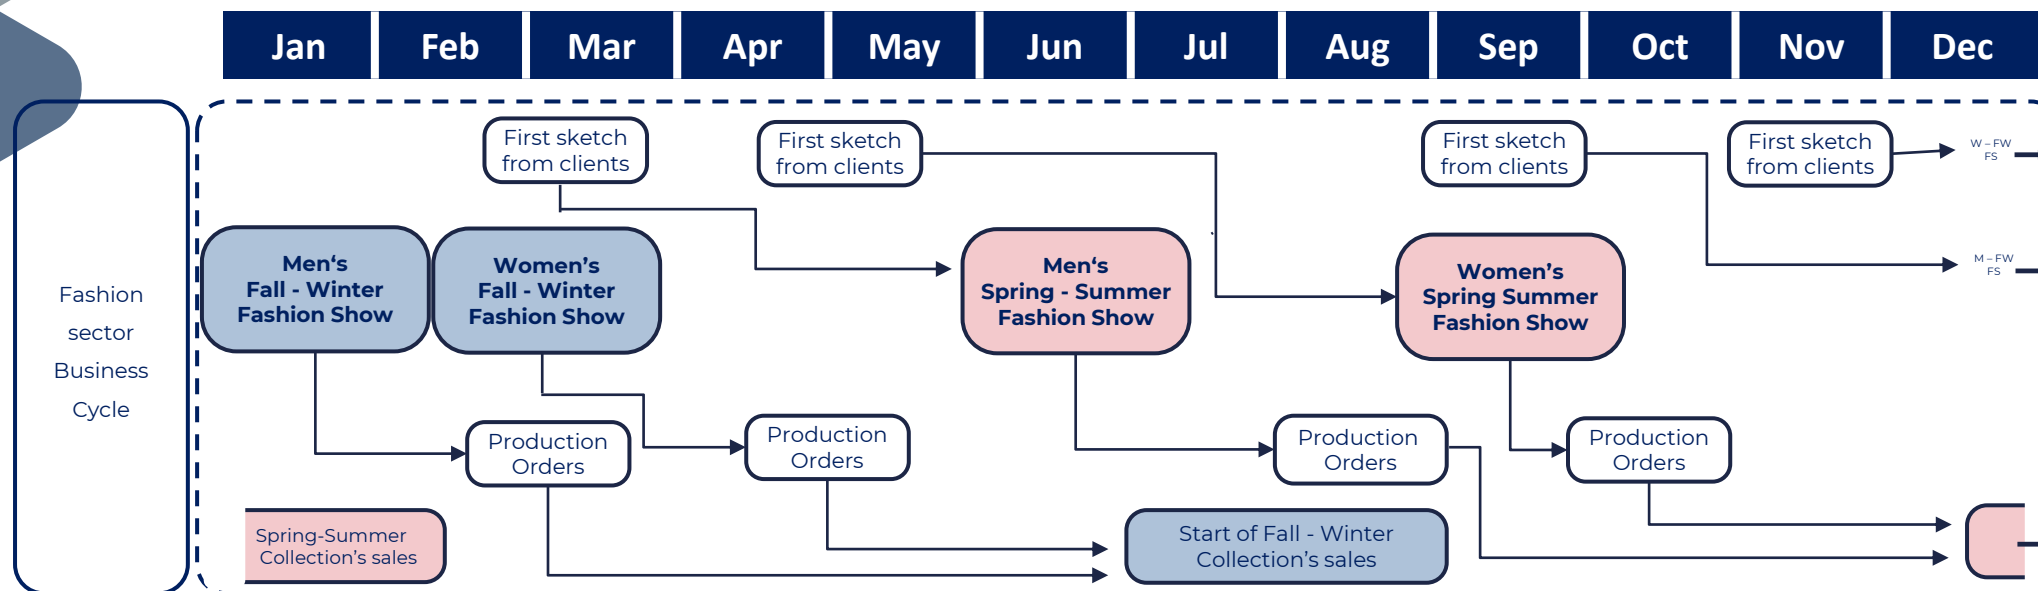 Jan Feb Mar Apr May Jun Jul Aug Sep Oct Nov Dec
Fashion
sector
Business
Cycle
First sketch
from clients
First sketch
from clients
First sketch
from clients
First sketch
from clients
W – FW
FS
M – FW
FS
Men‘s
Fall - Winter
Fashion Show
Women’s
Fall - Winter
Fashion Show
Men‘s
Spring - Summer
Fashion Show
Women’s
Spring Summer
Fashion Show
Production
Orders
Production
Orders
Production
Orders
Production
Orders
Spring-Summer
Collection’s sales
Start of Fall - Winter
Collection’s sales